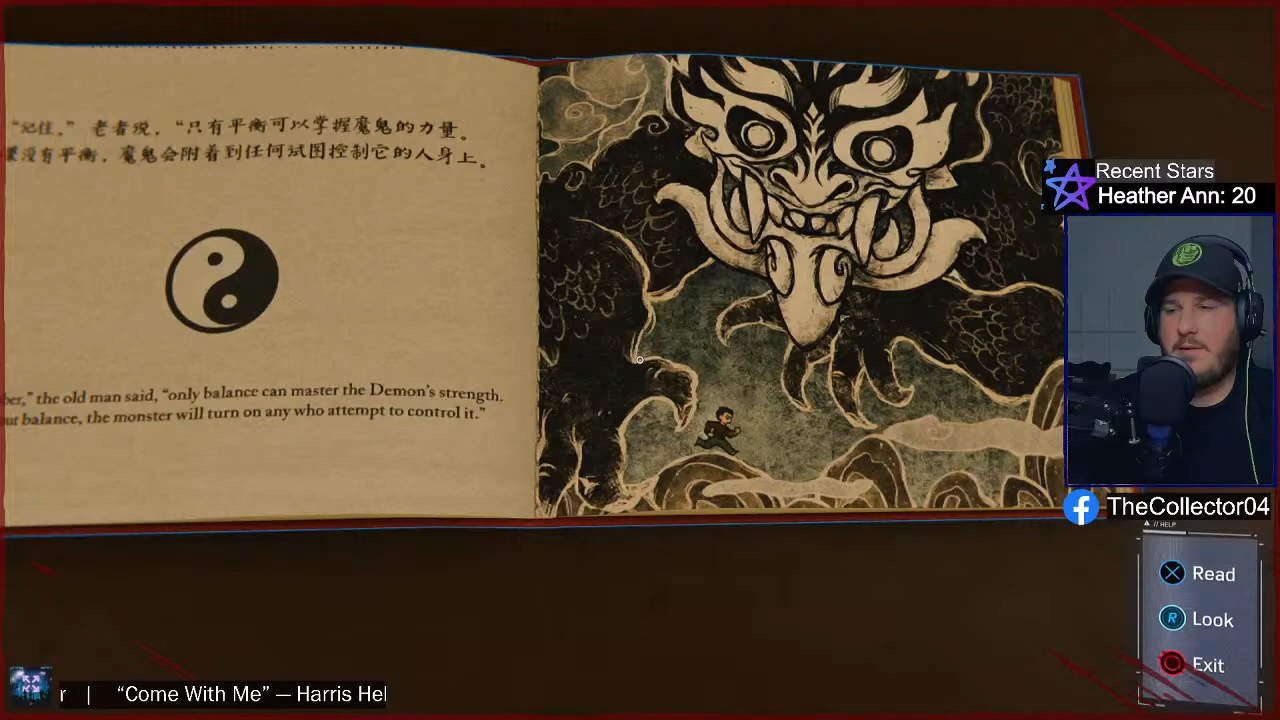 “记住。” 老者说，“只有平衡可以掌握魔鬼的力量。
没有平衡，魔鬼会附着到任何试图控制它的人身上。
ber,” the old man said, “only balance can master the Demon’s strength.
ut balance, the monster will turn on any who attempt to control it.”
Recent Stars
Heather Ann: 20
TheCollector04
// HELP
Read
R Look
Exit
r | “Come With Me” — Harris Hel